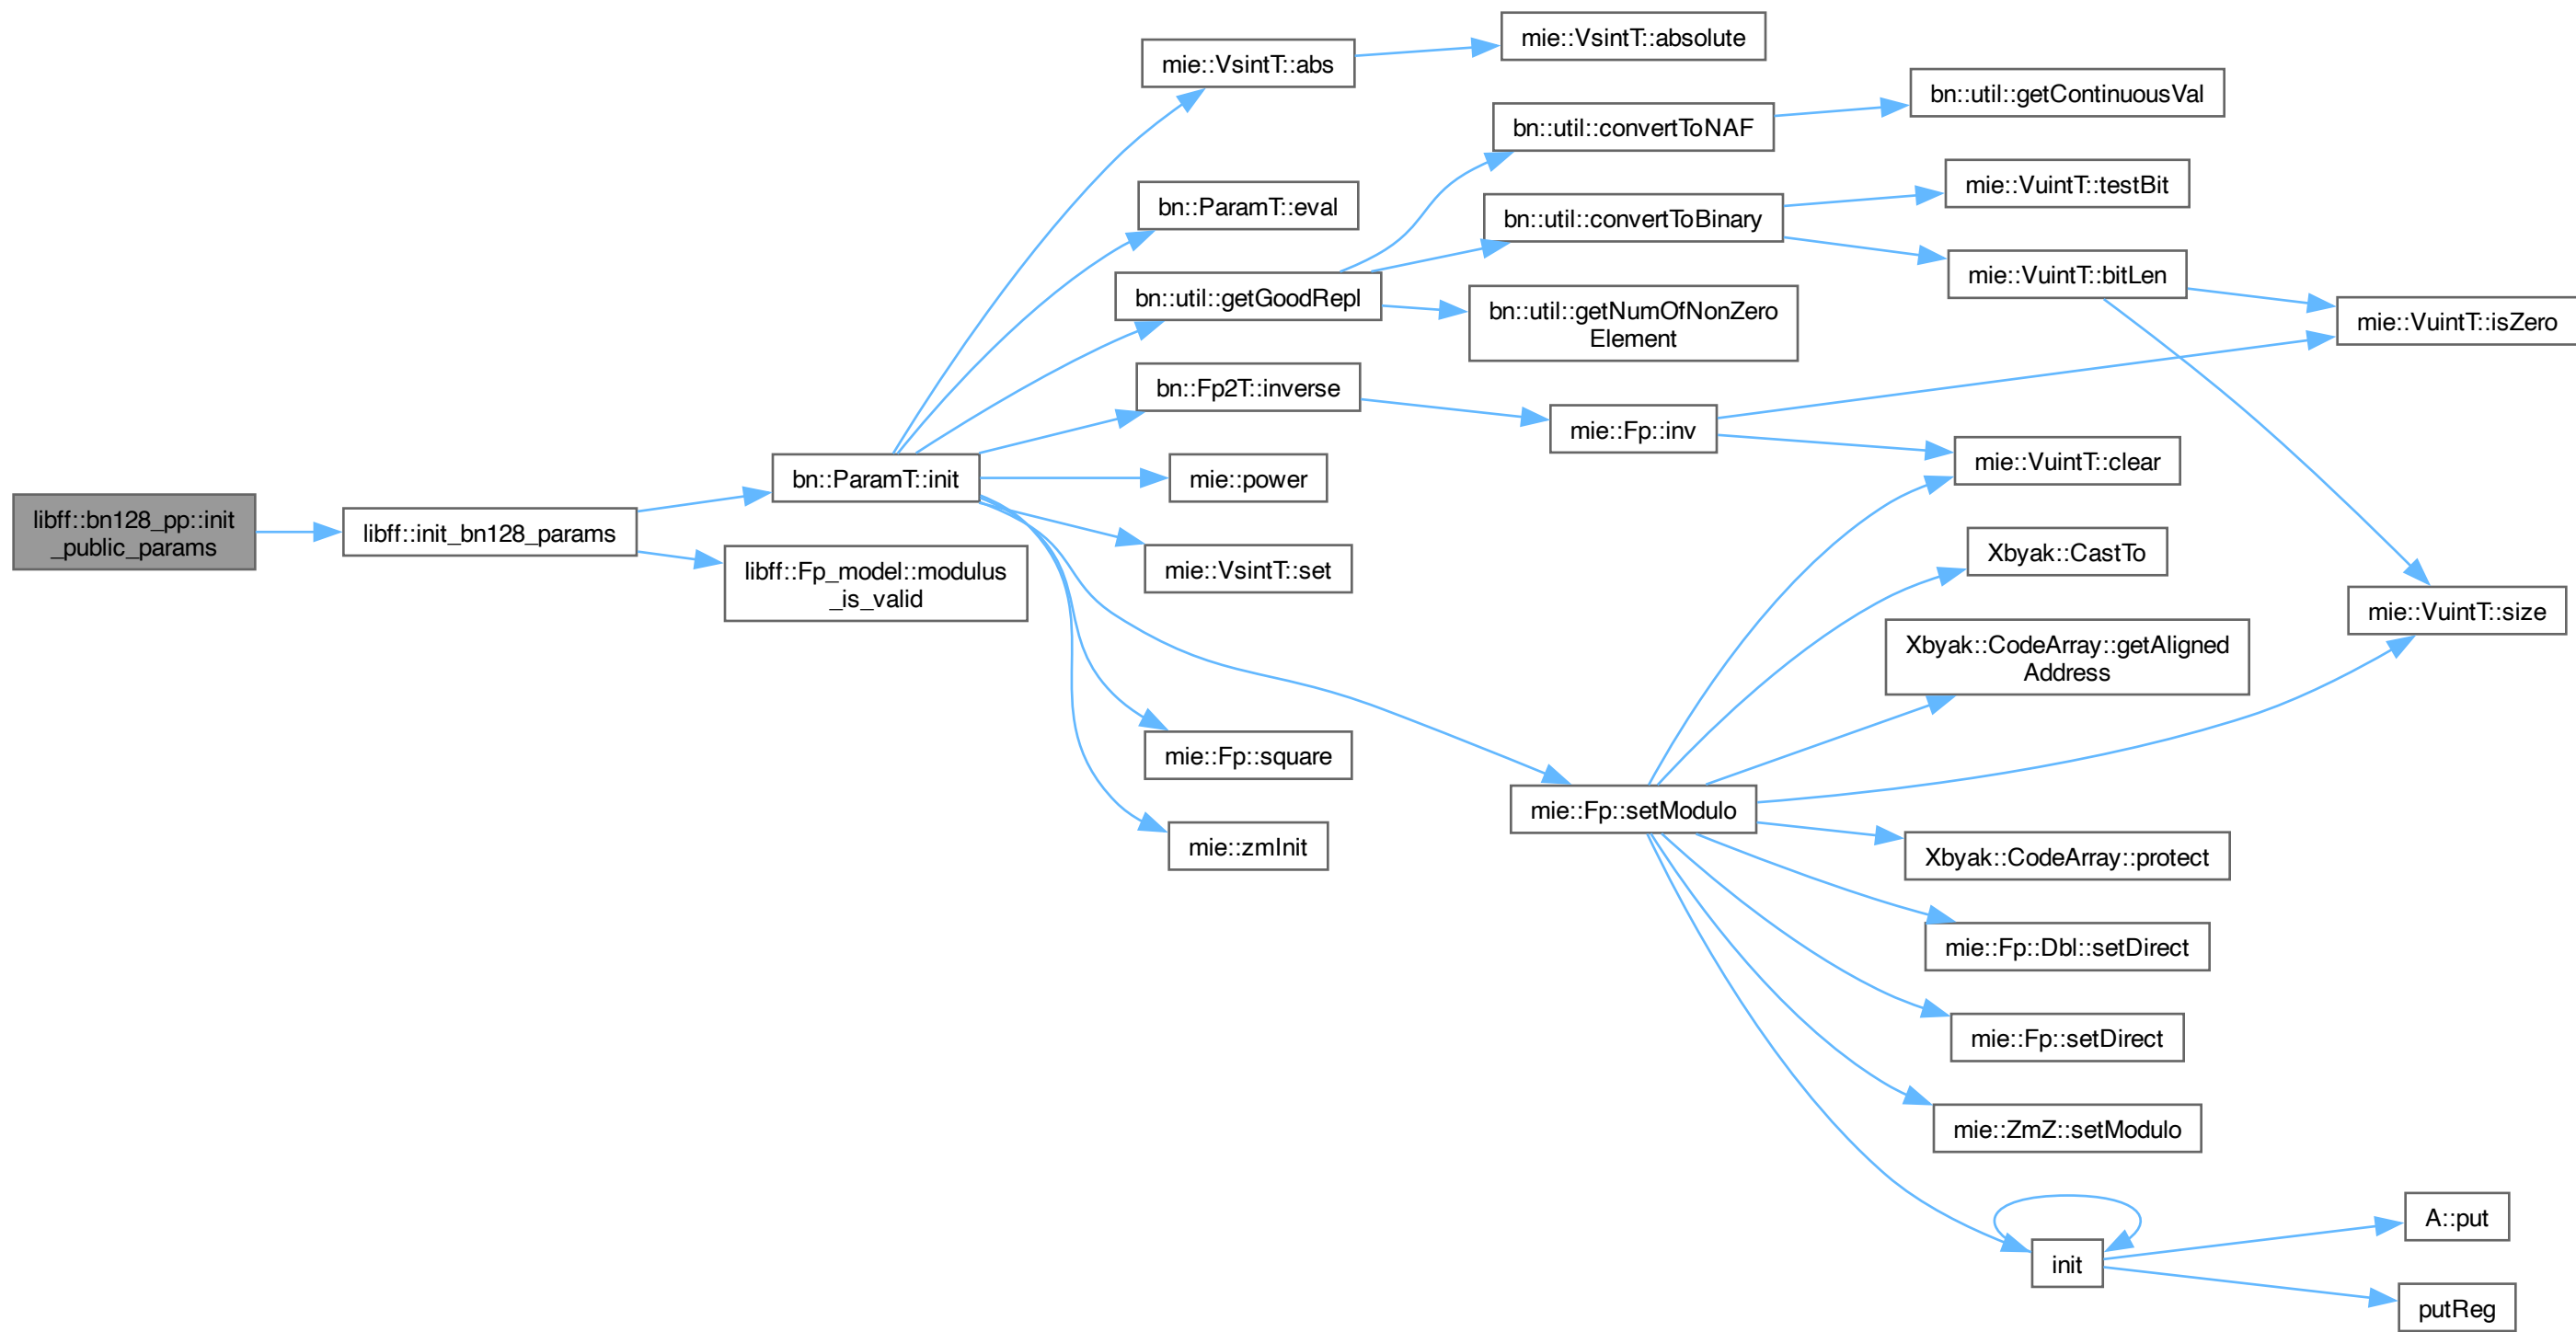 libff::bn128_pp::init
_public_params
libff::init_bn128_params
bn::ParamT::init
libff::Fp_model::modulus
_is_valid
mie::VsintT::abs
mie::VsintT::absolute
bn::ParamT::eval
bn::util::getGoodRepl
bn::util::convertToNAF
bn::util::getContinuousVal
bn::util::convertToBinary
mie::VuintT::testBit
mie::VuintT::bitLen
bn::util::getNumOfNonZero
Element
mie::VuintT::isZero
bn::Fp2T::inverse
mie::Fp::inv
mie::VuintT::clear
mie::power
mie::VsintT::set
Xbyak::CastTo
mie::VuintT::size
Xbyak::CodeArray::getAligned
Address
mie::Fp::square
mie::zmInit
mie::Fp::setModulo
Xbyak::CodeArray::protect
mie::Fp::Dbl::setDirect
mie::Fp::setDirect
mie::ZmZ::setModulo
init
A::put
putReg